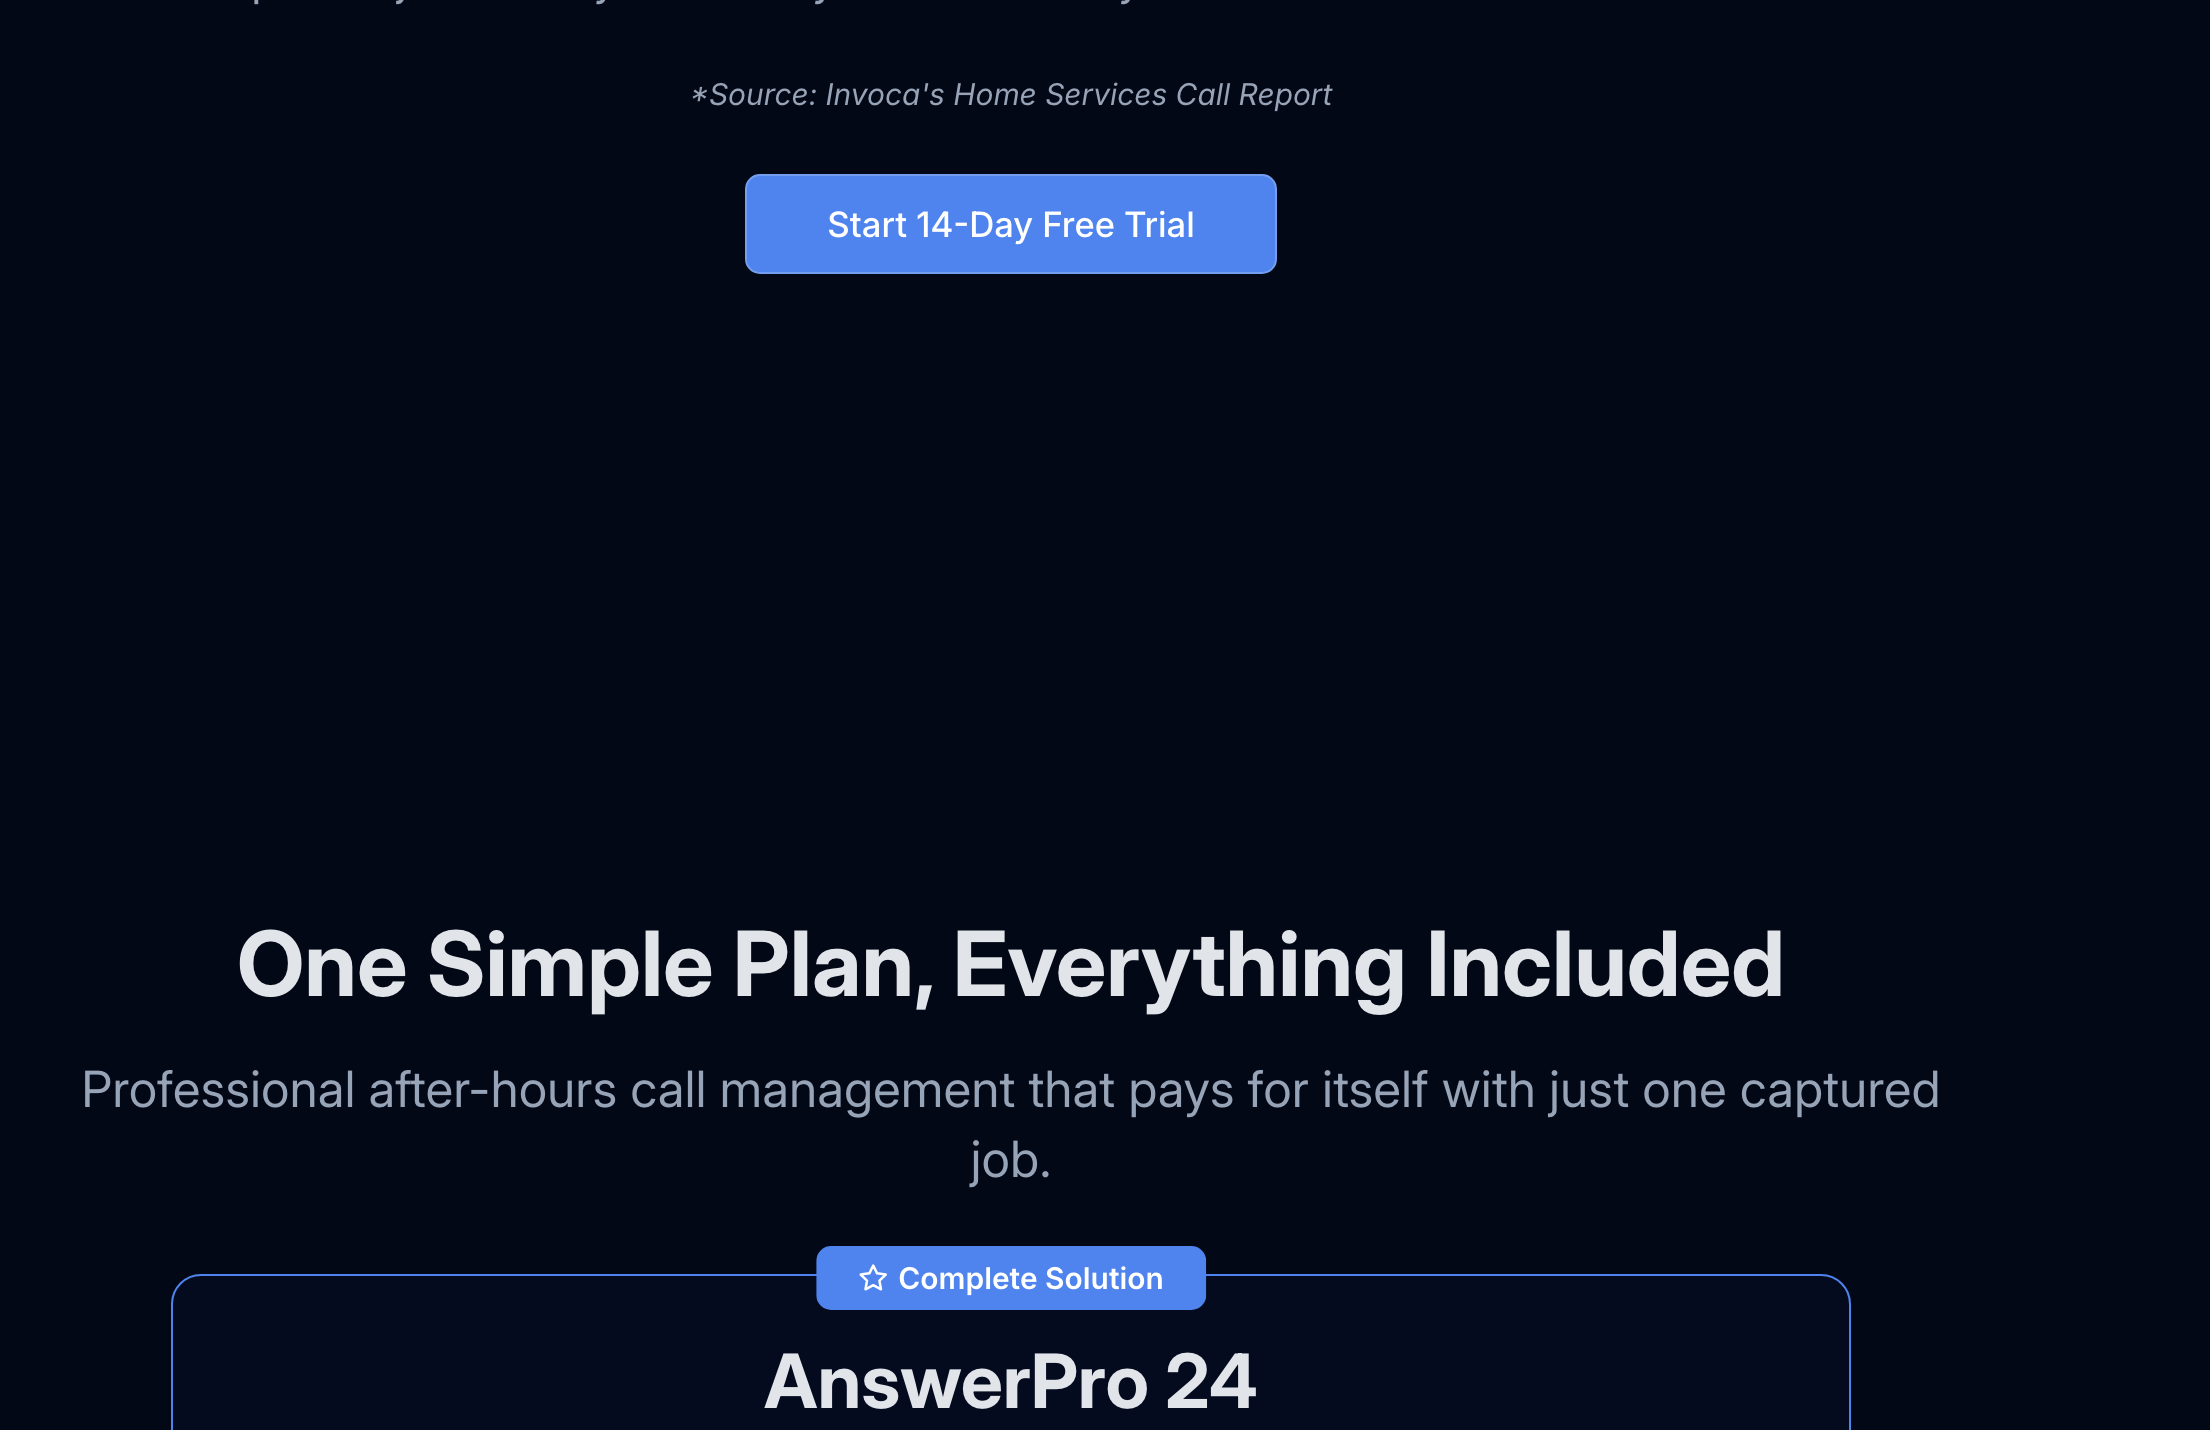 *Source: Invoca's Home Services Call Report
Start 14-Day Free Trial
One Simple Plan, Everything Included
Professional after-hours call management that pays for itself with just one captured
job.
Complete Solution
AnswerPro 24